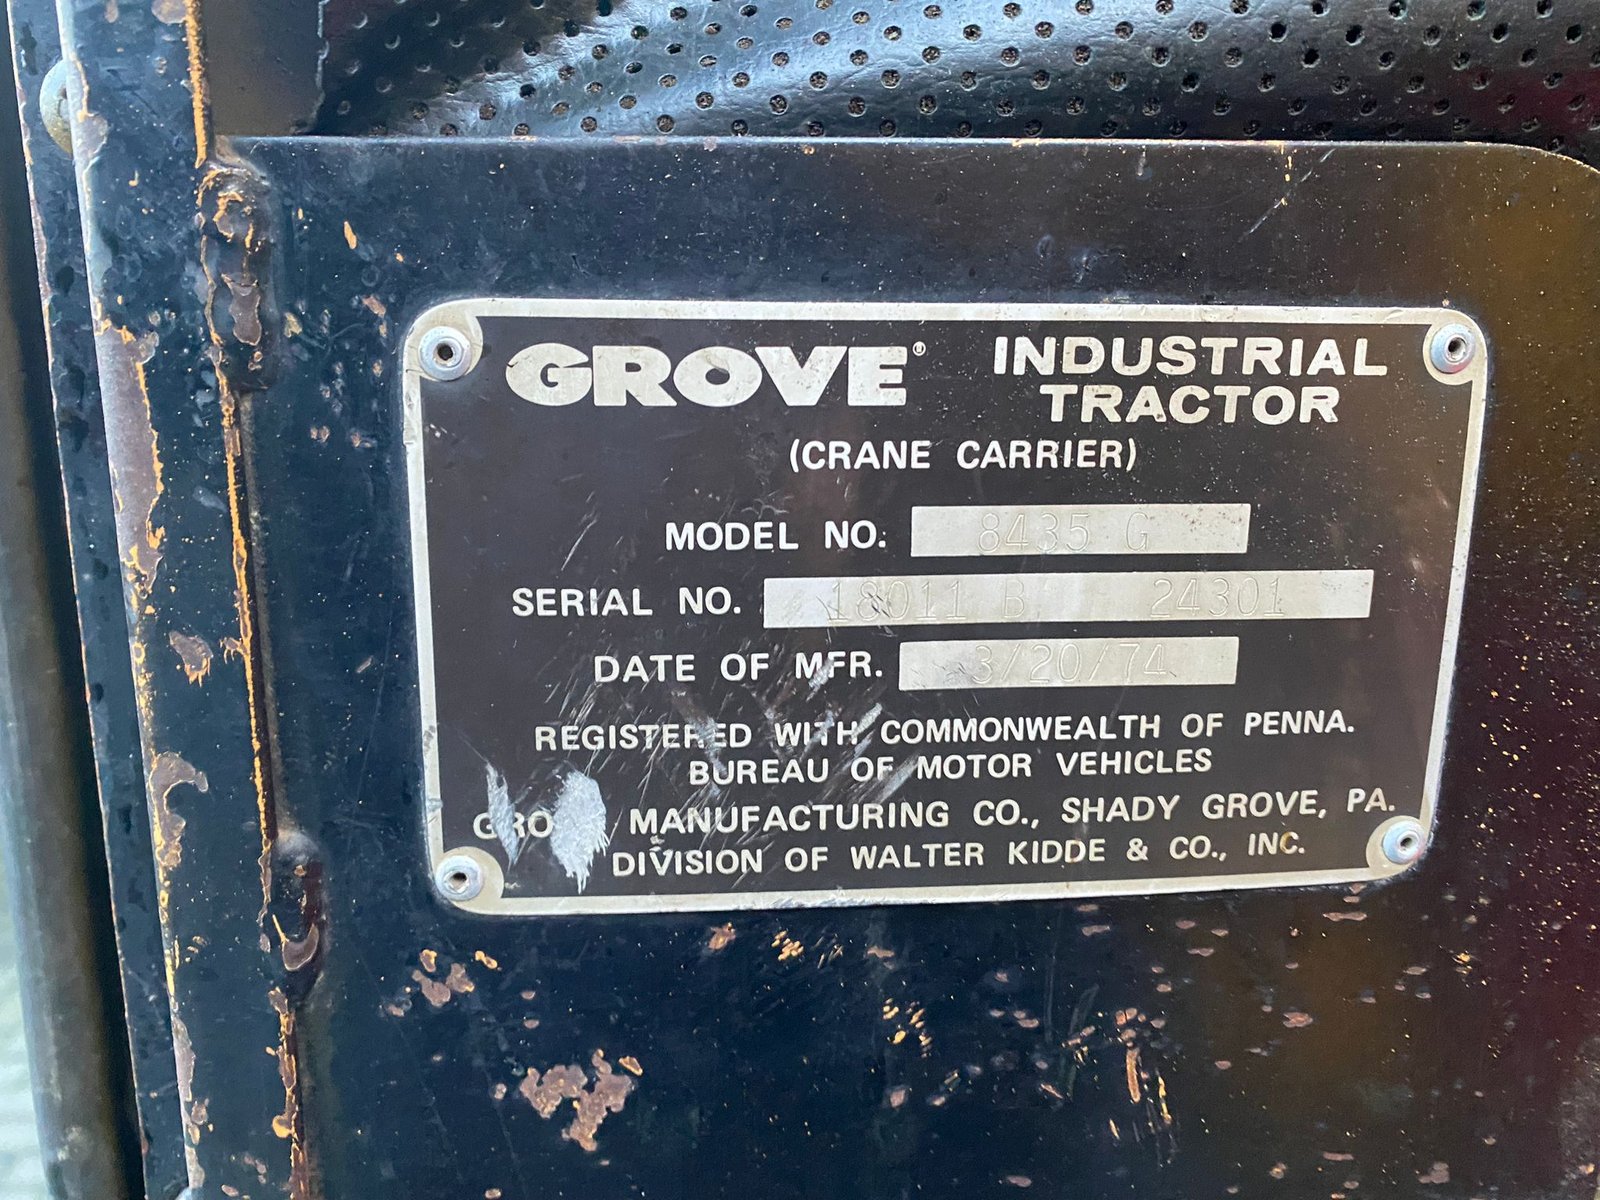 GROVE® INDUSTRIAL
TRACTOR
(CRANE CARRIER)
MODEL NO. 8435 G
SERIAL NO. 18011 B 24301
DATE OF MFR. 3/20/74
REGISTERED WITH COMMONWEALTH OF PENNA.
BUREAU OF MOTOR VEHICLES
GRO MANUFACTURING CO., SHADY GROVE, PA.
DIVISION OF WALTER KIDDE & CO., INC.